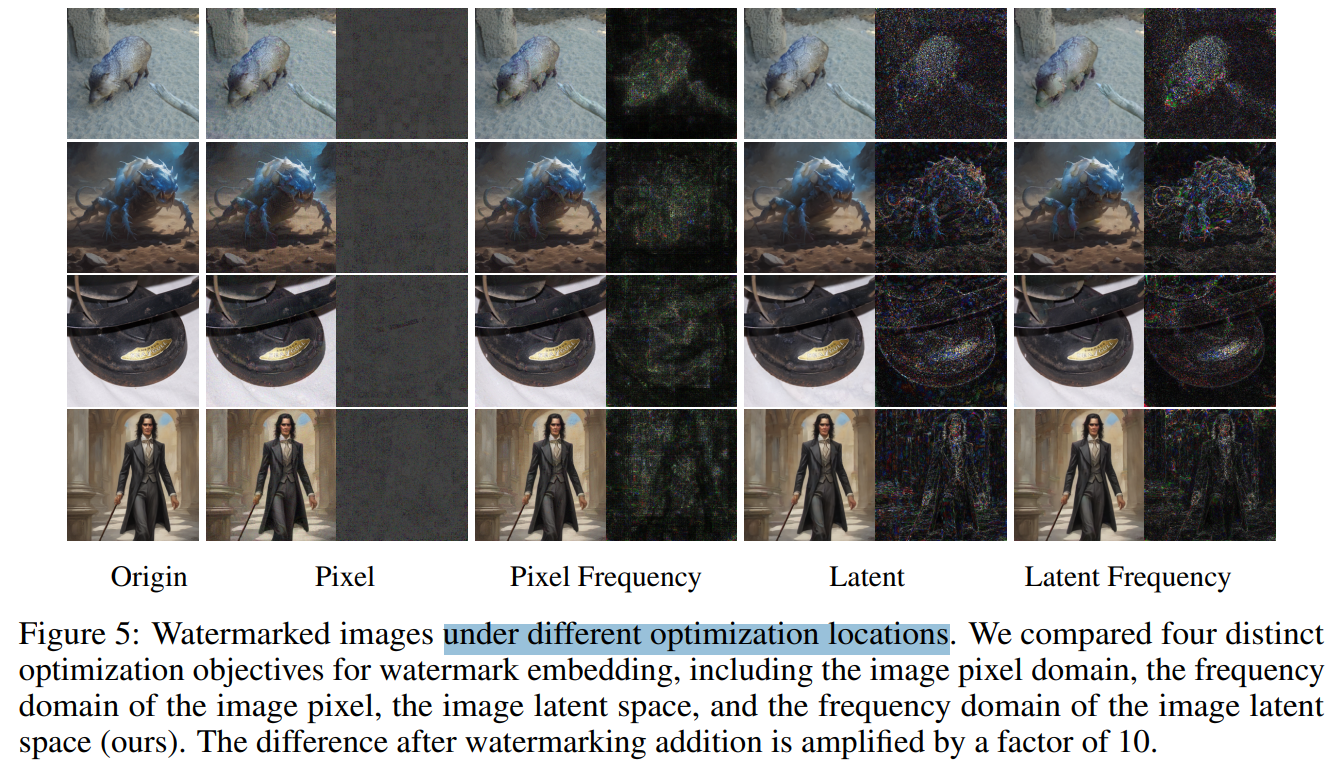 Origin Pixel Pixel Frequency Latent Latent Frequency
Figure 5: Watermarked images under different optimization locations. We compared four distinct
optimization objectives for watermark embedding, including the image pixel domain, the frequency
domain of the image pixel, the image latent space, and the frequency domain of the image latent
space (ours). The difference after watermarking addition is amplified by a factor of 10.